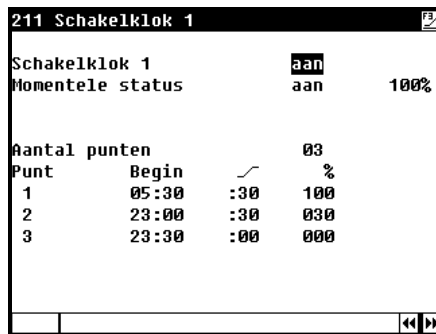 211 Schakelklok 1 F3
Schakelklok 1 aan
Momentele status aan 100%
Aantal punten 03
Punt Begin %
1 05:30 :30 100
2 23:00 :30 030
3 23:30 :00 000